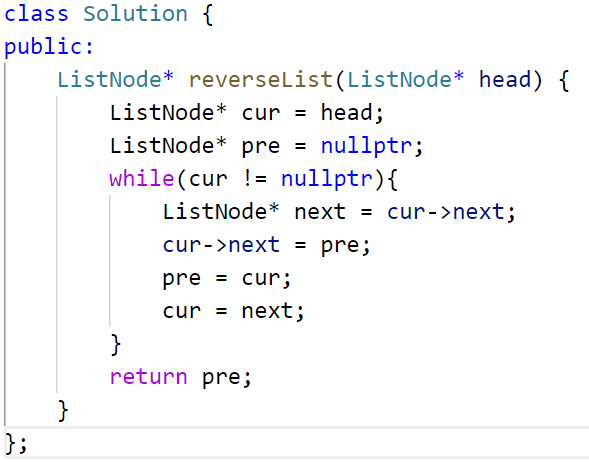 class Solution {
public:
    ListNode* reverseList(ListNode* head) {
        ListNode* cur = head;
        ListNode* pre = nullptr;
        while(cur != nullptr){
            ListNode* next = cur->next;
            cur->next = pre;
            pre = cur;
            cur = next;
        }
        return pre;
    }
};